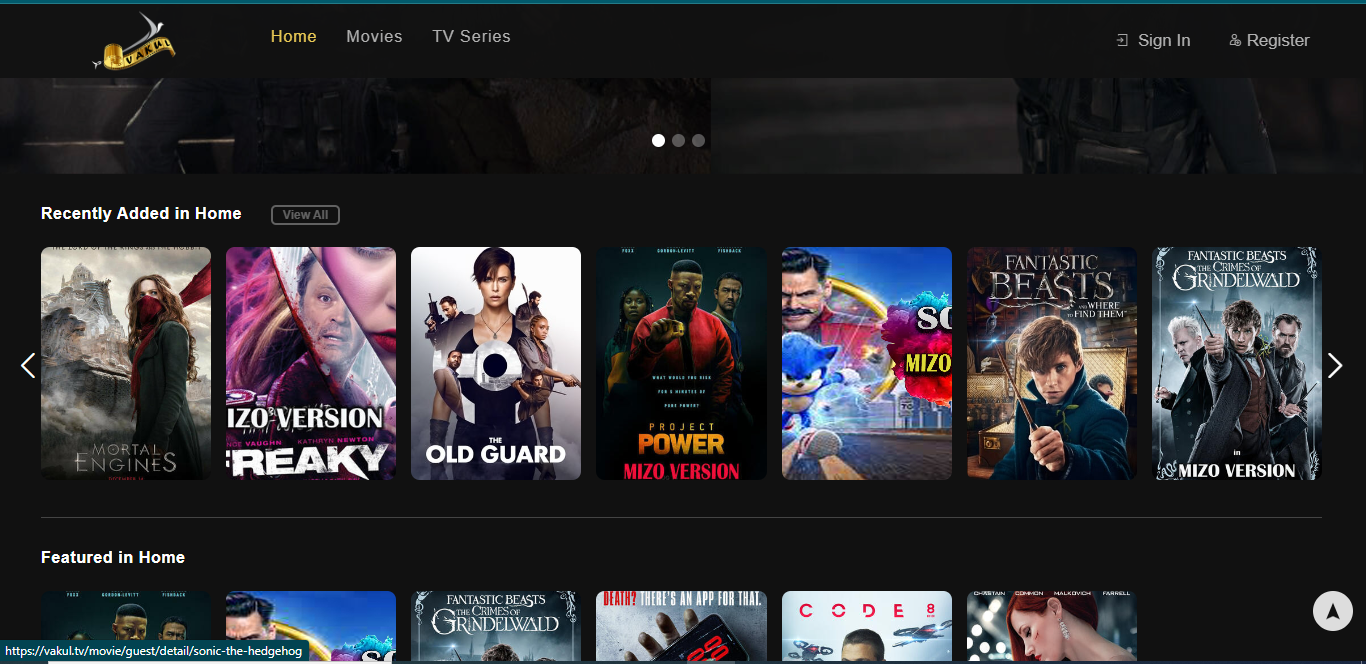 VAKUL
Home Movies TV Series
Sign In Register
Recently Added in Home View All
THE LORD OF THE RINGS AND THE HOBBIT
MORTAL
ENGINES
DECEMBER 14
IZO VERSION
NCE VAUGHN KATHRYN NEWTON
FREAKY
THE
OLD GUARD
FOXX GORDON-LEVITT FISHBACK
WHAT WOULD YOU RISK
FOR 5 MINUTES OF
PURE POWER?
PROJECT
POWER
MIZO VERSION
SO
MIZO
FANTASTIC
BEASTS
AND WHERE
TO FIND THEM
FANTASTIC BEASTS
THE CRIMES OF
GRINDELWALD
in
MIZO VERSION
Featured in Home
FOXX GORDON-LEVITT FISHBACK
SO
FANTASTIC BEASTS
THE CRIMES OF
GRINDELWALD
DEATH? THERE'S AN APP FOR THAT.
CODE 8
CHASTAIN COMMON MALKOVICH FARRELL
https://vakul.tv/movie/guest/detail/sonic-the-hedgehog